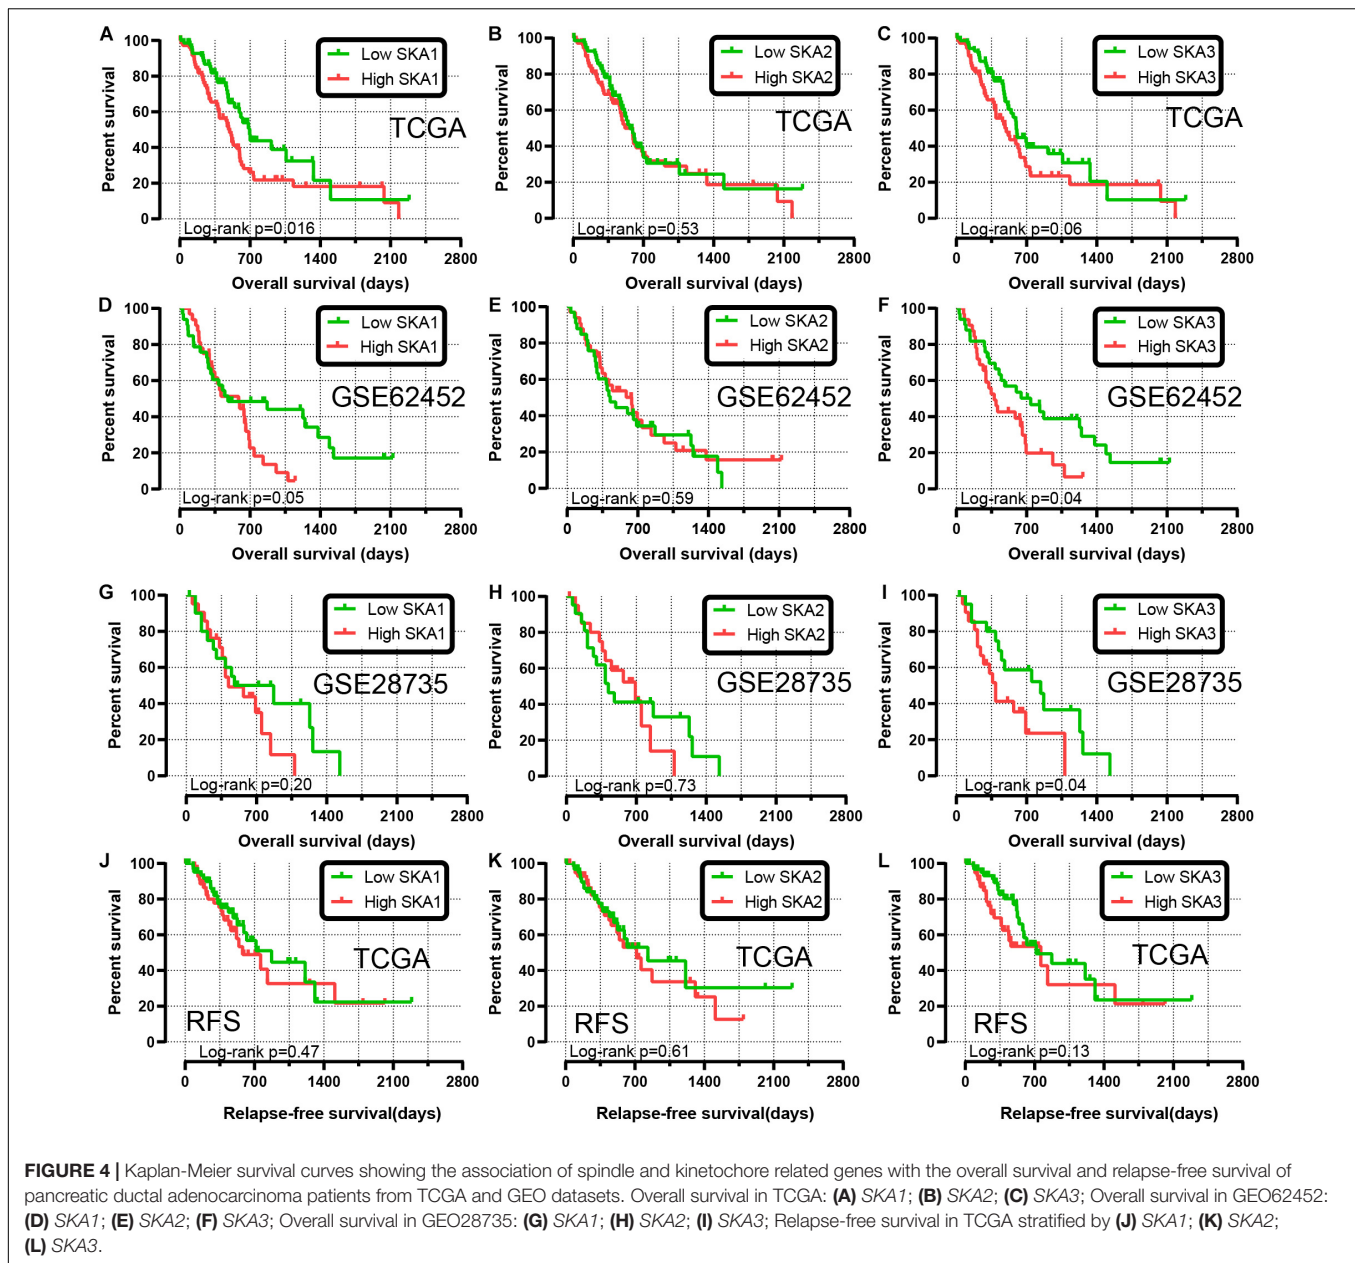 A
100
80
60
40
20
0
Percent survival
Low SKA1
High SKA1
TCGA
Log-rank p=0.016
0 700 1400 2100 2800
Overall survival (days)
B
100
80
60
40
20
0
Percent survival
Low SKA2
High SKA2
TCGA
Log-rank p=0.53
0 700 1400 2100 2800
Overall survival (days)
C
100
80
60
40
20
0
Percent survival
Low SKA3
High SKA3
TCGA
Log-rank p=0.06
0 700 1400 2100 2800
Overall survival (days)
D
100
80
60
40
20
0
Percent survival
Low SKA1
High SKA1
GSE62452
Log-rank p=0.05
0 700 1400 2100 2800
Overall survival (days)
E
100
80
60
40
20
0
Percent survival
Low SKA2
High SKA2
GSE62452
Log-rank p=0.59
0 700 1400 2100 2800
Overall survival (days)
F
100
80
60
40
20
0
Percent survival
Low SKA3
High SKA3
GSE62452
Log-rank p=0.04
0 700 1400 2100 2800
Overall survival (days)
G
100
80
60
40
20
0
Percent survival
Low SKA1
High SKA1
GSE28735
Log-rank p=0.20
0 700 1400 2100 2800
Overall survival (days)
H
100
80
60
40
20
0
Percent survival
Low SKA2
High SKA2
GSE28735
Log-rank p=0.73
0 700 1400 2100 2800
Overall survival (days)
I
100
80
60
40
20
0
Percent survival
Low SKA3
High SKA3
GSE28735
Log-rank p=0.04
0 700 1400 2100 2800
Overall survival (days)
J
100
80
60
40
20
0
Percent survival
Low SKA1
High SKA1
TCGA
RFS
Log-rank p=0.47
0 700 1400 2100 2800
Relapse-free survival(days)
K
100
80
60
40
20
0
Percent survival
Low SKA2
High SKA2
TCGA
RFS
Log-rank p=0.61
0 700 1400 2100 2800
Relapse-free survival(days)
L
100
80
60
40
20
0
Percent survival
Low SKA3
High SKA3
TCGA
RFS
Log-rank p=0.13
0 700 1400 2100 2800
Relapse-free survival(days)
FIGURE 4 | Kaplan-Meier survival curves showing the association of spindle and kinetochore related genes with the overall survival and relapse-free survival of
pancreatic ductal adenocarcinoma patients from TCGA and GEO datasets. Overall survival in TCGA: (A) SKA1; (B) SKA2; (C) SKA3; Overall survival in GEO62452:
(D) SKA1; (E) SKA2; (F) SKA3; Overall survival in GEO28735: (G) SKA1; (H) SKA2; (I) SKA3; Relapse-free survival in TCGA stratified by (J) SKA1; (K) SKA2;
(L) SKA3.